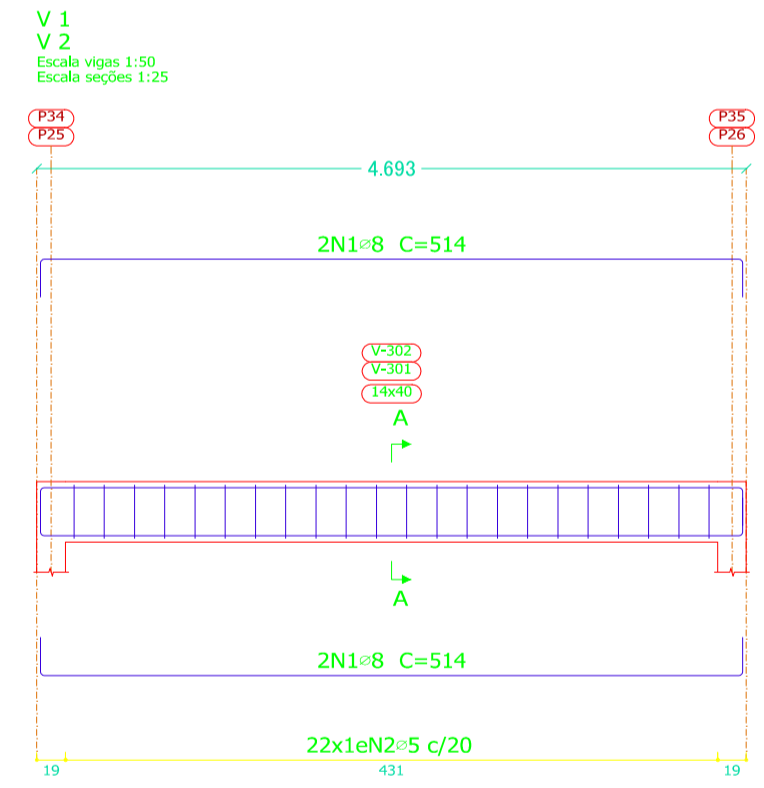 V 1
V 2
Escala vigas 1:50
Escala seções 1:25
P34
P35
P25
P26
4.693
2N1⌀8 C=514
V-302
V-301
14x40
A
A
2N1⌀8 C=514
22x1eN2⌀5 c/20
19
431
19